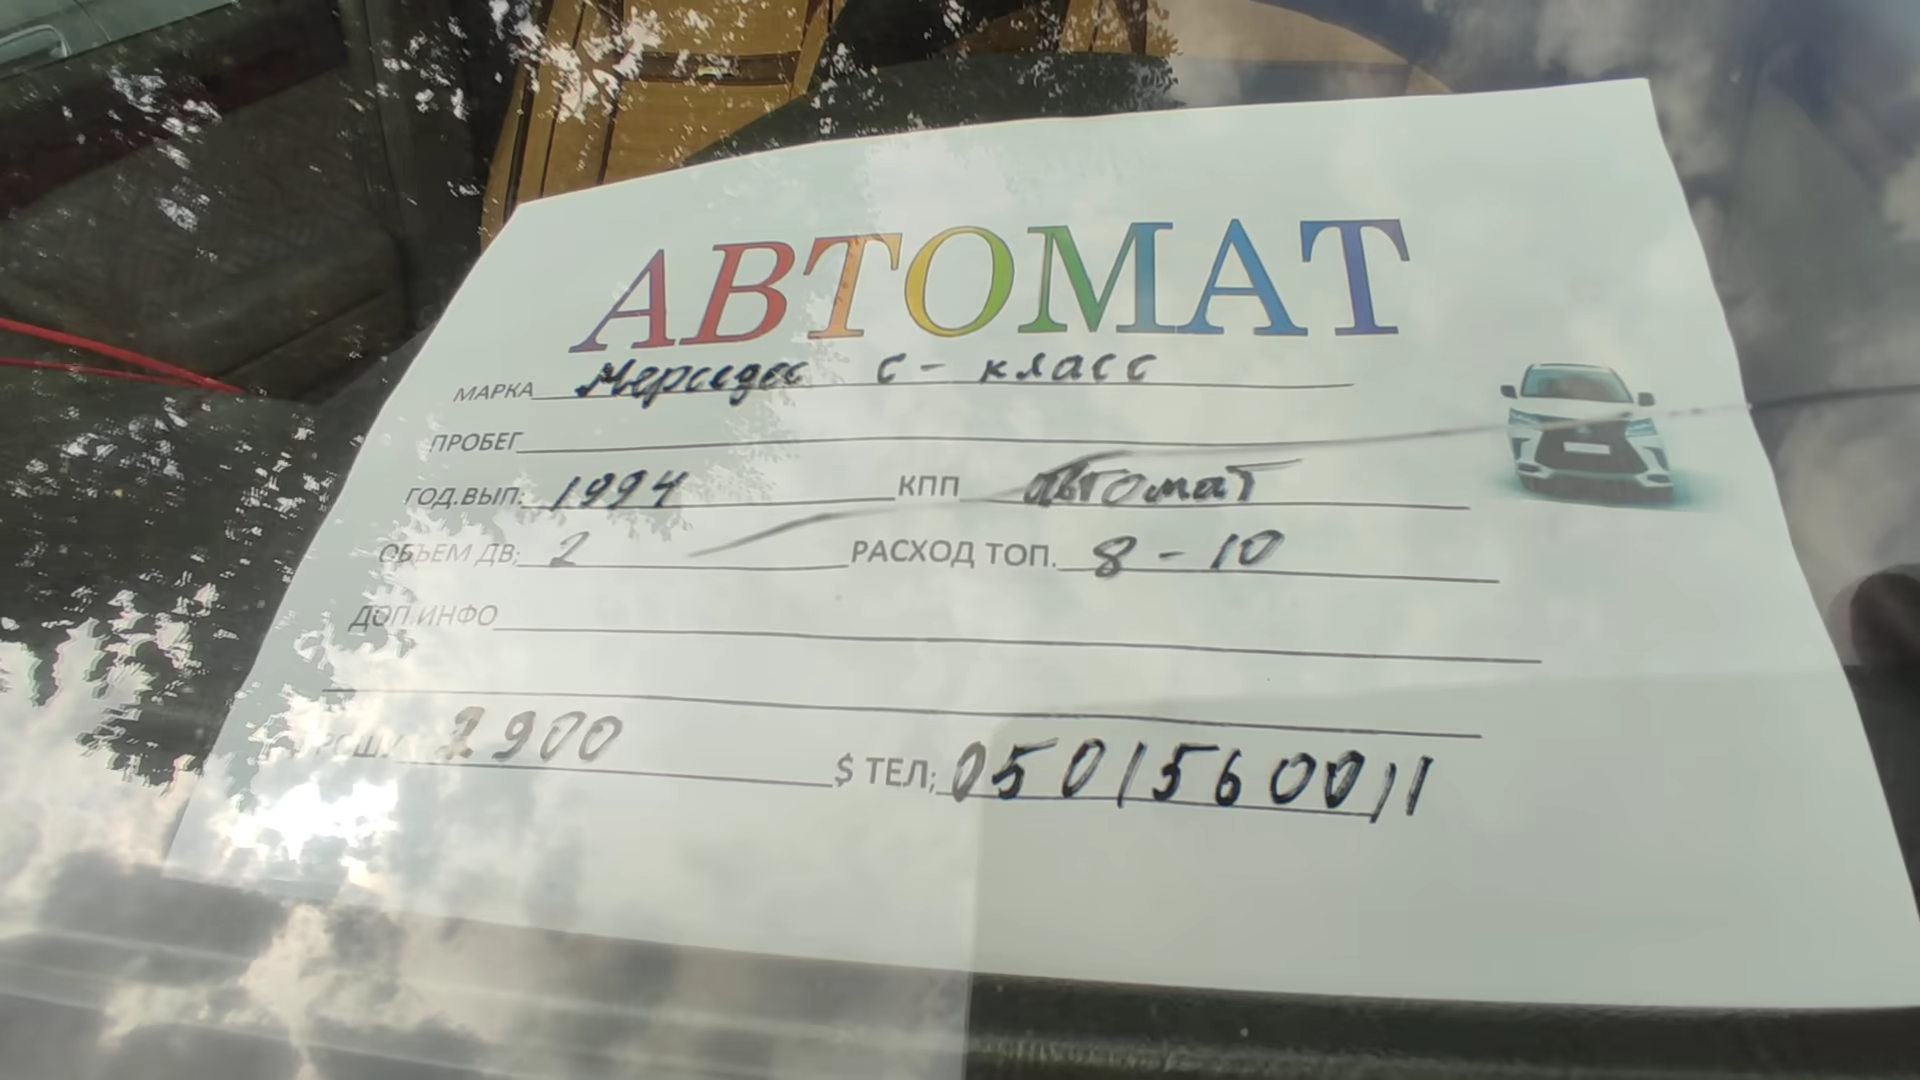 АВТОМАТ
МАРКА Мерседес С - класс
ПРОБЕГ
ГОД.ВЫП: 1994 КПП Автомат
ОБЪЕМ ДВ; 2 РАСХОД ТОП. 8 - 10
ДОП.ИНФО
2900 $ ТЕЛ; 0501560011